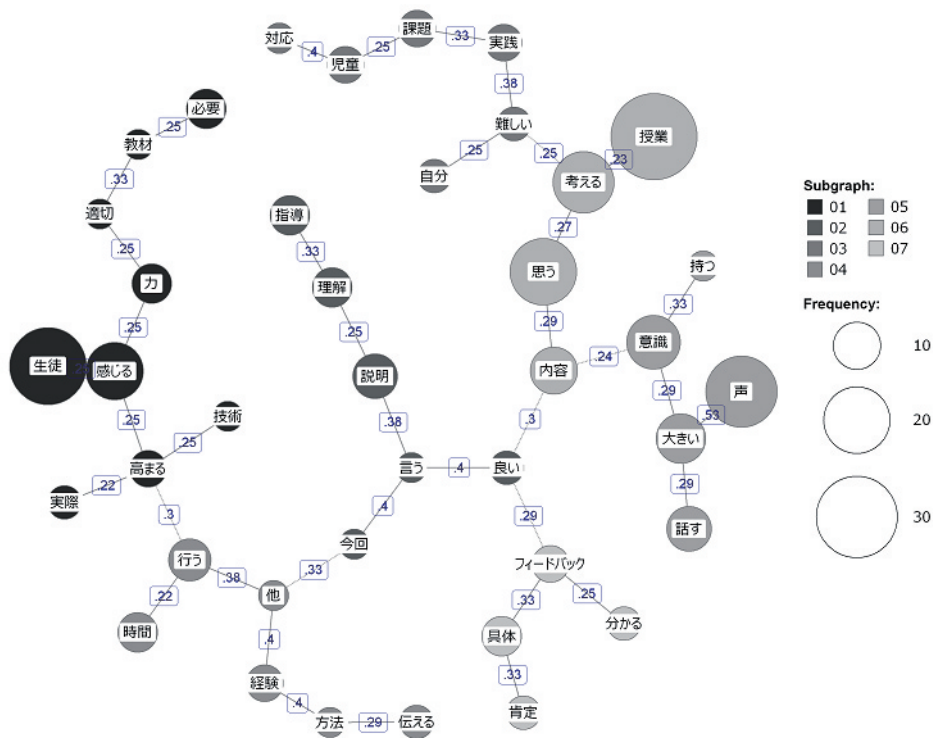 対応
.4
児童
.25
課題
.33
実践
.38
難しい
.25
自分
.25
考える
.23
授業
.27
思う
.29
内容
.24
意識
.33
持つ
.29
大きい
.53
声
.29
話す
必要
.25
教材
.33
適切
.25
力
.25
生徒
感じる
.25
高まる
.25
技術
.22
実際
.3
行う
.22
時間
.38
他
.33
今回
.4
言う
.38
説明
.25
理解
.33
指導
.4
良い
.3
.29
フィードバック
.25
分かる
.33
具体
.33
肯定
.4
経験
.4
方法
.29
伝える
Subgraph:
01
02
03
04
05
06
07
Frequency:
10
20
30